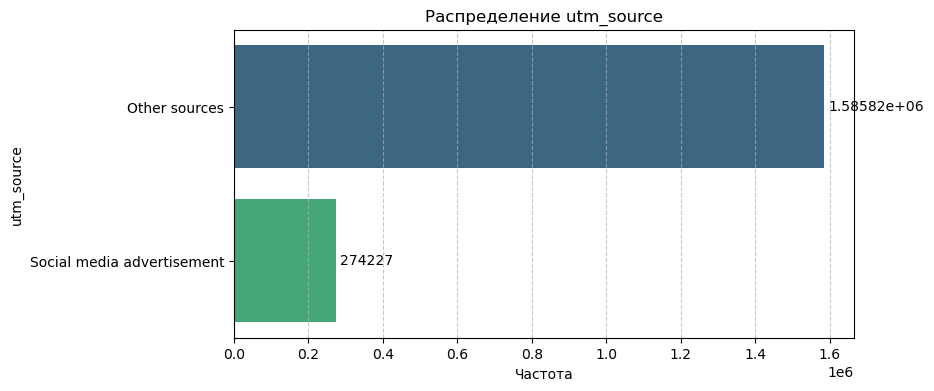 Распределение utm_source
utm_source
Other sources
1.58582e+06
Social media advertisement
274227
0.0 0.2 0.4 0.6 0.8 1.0 1.2 1.4 1.6
1e6
Частота